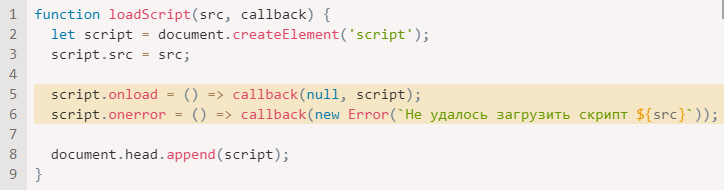 1 function loadScript(src, callback) {
2   let script = document.createElement('script');
3   script.src = src;
4
5   script.onload = () => callback(null, script);
6   script.onerror = () => callback(new Error(`Не удалось загрузить скрипт ${src}`));
7
8   document.head.append(script);
9 }